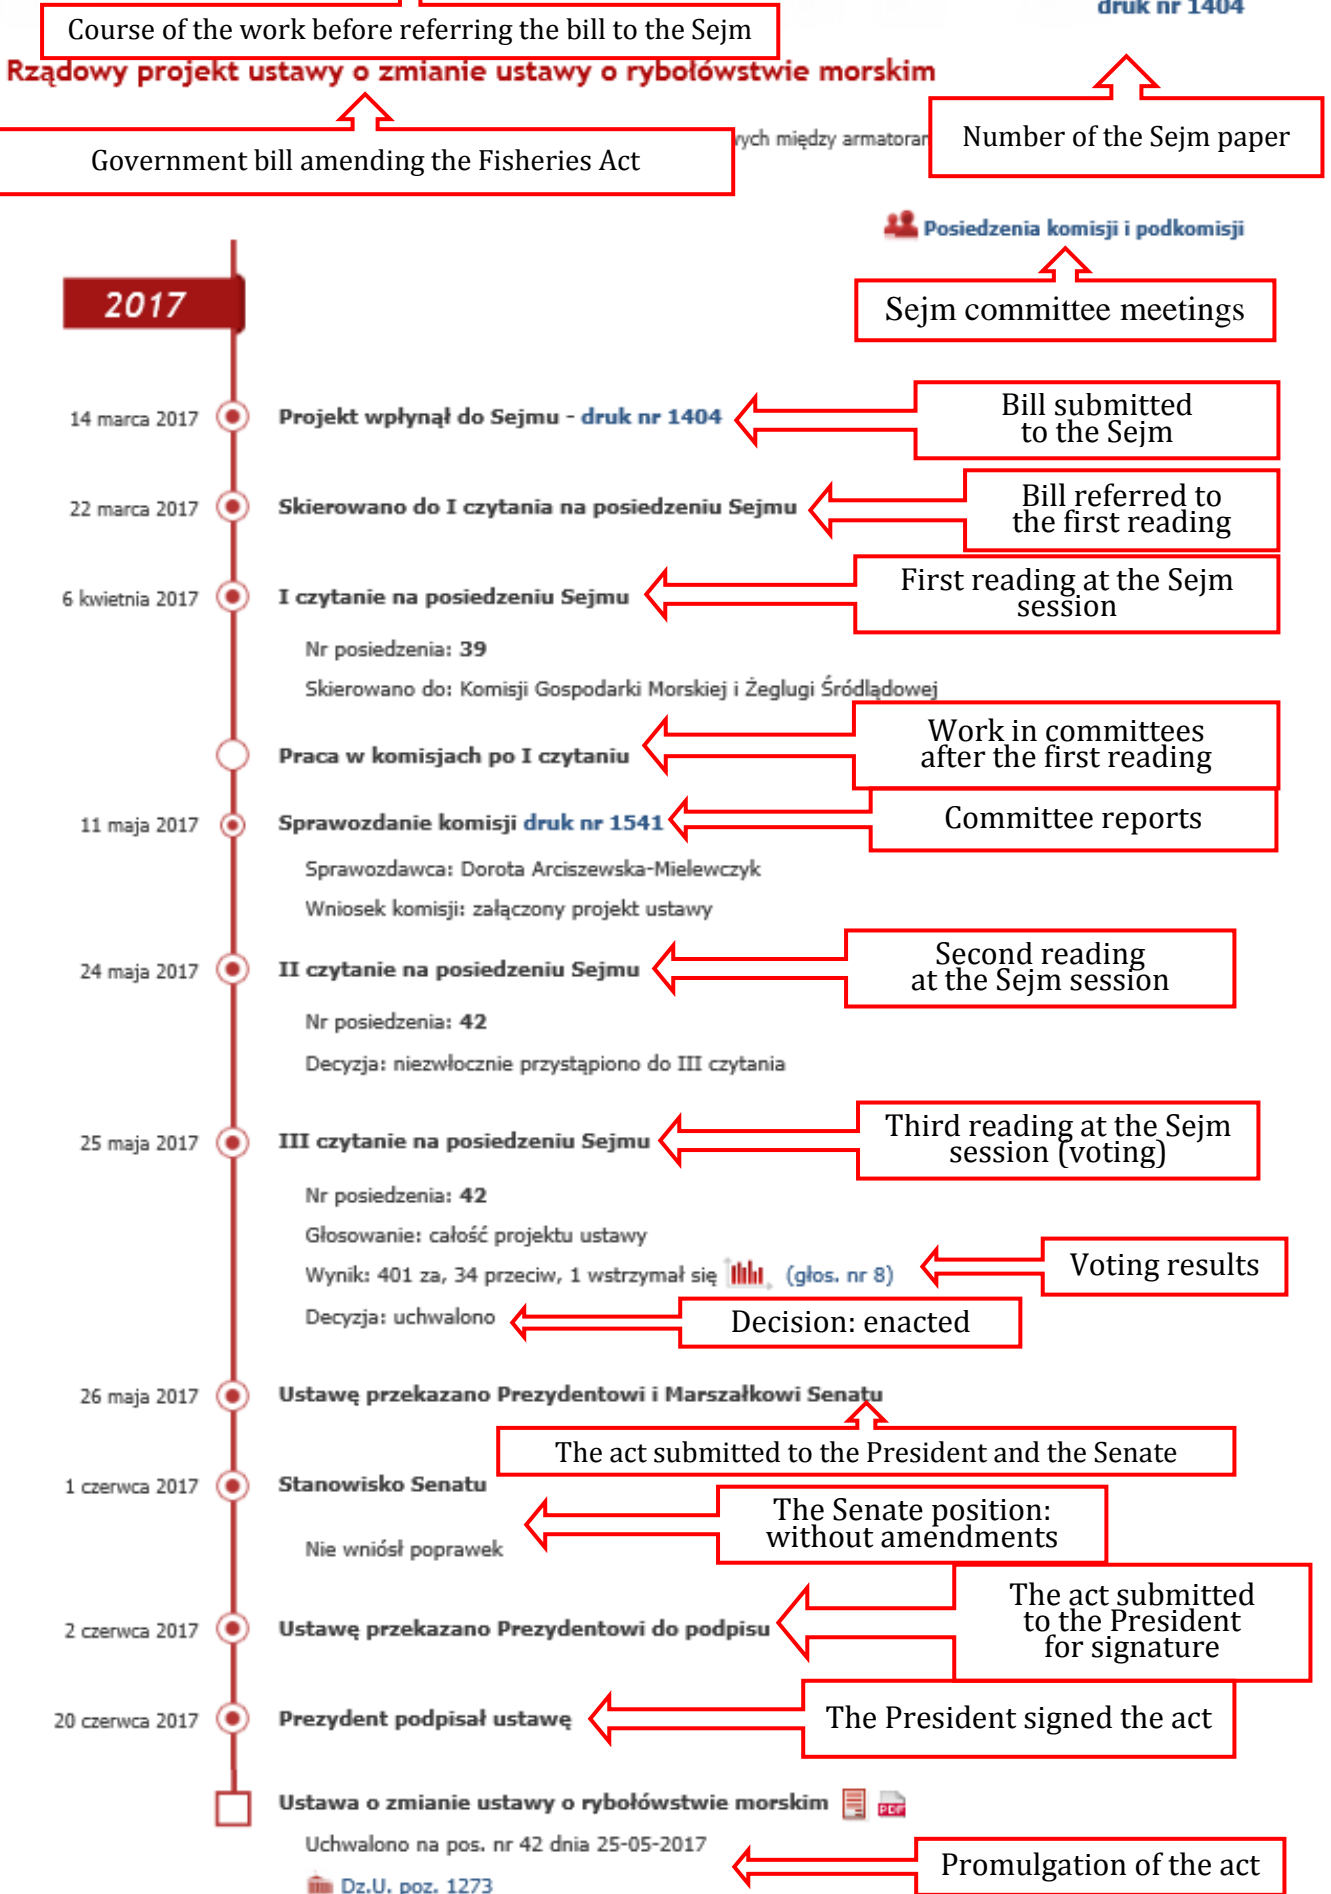 druk nr 1404
Course of the work before referring the bill to the Sejm
Rządowy projekt ustawy o zmianie ustawy o rybołówstwie morskim
Government bill amending the Fisheries Act
wych między armatoram
Number of the Sejm paper
Posiedzenia komisji i podkomisji
Sejm committee meetings
2017
14 marca 2017
Projekt wpłynął do Sejmu - druk nr 1404
Bill submitted
to the Sejm
22 marca 2017
Skierowano do I czytania na posiedzeniu Sejmu
Bill referred to
the first reading
6 kwietnia 2017
I czytanie na posiedzeniu Sejmu
First reading at the Sejm
session
Nr posiedzenia: 39
Skierowano do: Komisji Gospodarki Morskiej i Żeglugi Śródlądowej
Praca w komisjach po I czytaniu
Work in committees
after the first reading
11 maja 2017
Sprawozdanie komisji druk nr 1541
Committee reports
Sprawozdawca: Dorota Arciszewska-Mielewczyk
Wniosek komisji: załączony projekt ustawy
24 maja 2017
II czytanie na posiedzeniu Sejmu
Second reading
at the Sejm session
Nr posiedzenia: 42
Decyzja: niezwłocznie przystąpiono do III czytania
25 maja 2017
III czytanie na posiedzeniu Sejmu
Third reading at the Sejm
session (voting)
Nr posiedzenia: 42
Głosowanie: całość projektu ustawy
Wynik: 401 za, 34 przeciw, 1 wstrzymał się (głos. nr 8)
Voting results
Decyzja: uchwalono
Decision: enacted
26 maja 2017
Ustawę przekazano Prezydentowi i Marszałkowi Senatu
The act submitted to the President and the Senate
1 czerwca 2017
Stanowisko Senatu
The Senate position:
without amendments
Nie wniósł poprawek
2 czerwca 2017
Ustawę przekazano Prezydentowi do podpisu
The act submitted
to the President
for signature
20 czerwca 2017
Prezydent podpisał ustawę
The President signed the act
Ustawa o zmianie ustawy o rybołówstwie morskim
PDF
Uchwalono na pos. nr 42 dnia 25-05-2017
Promulgation of the act
Dz.U. poz. 1273